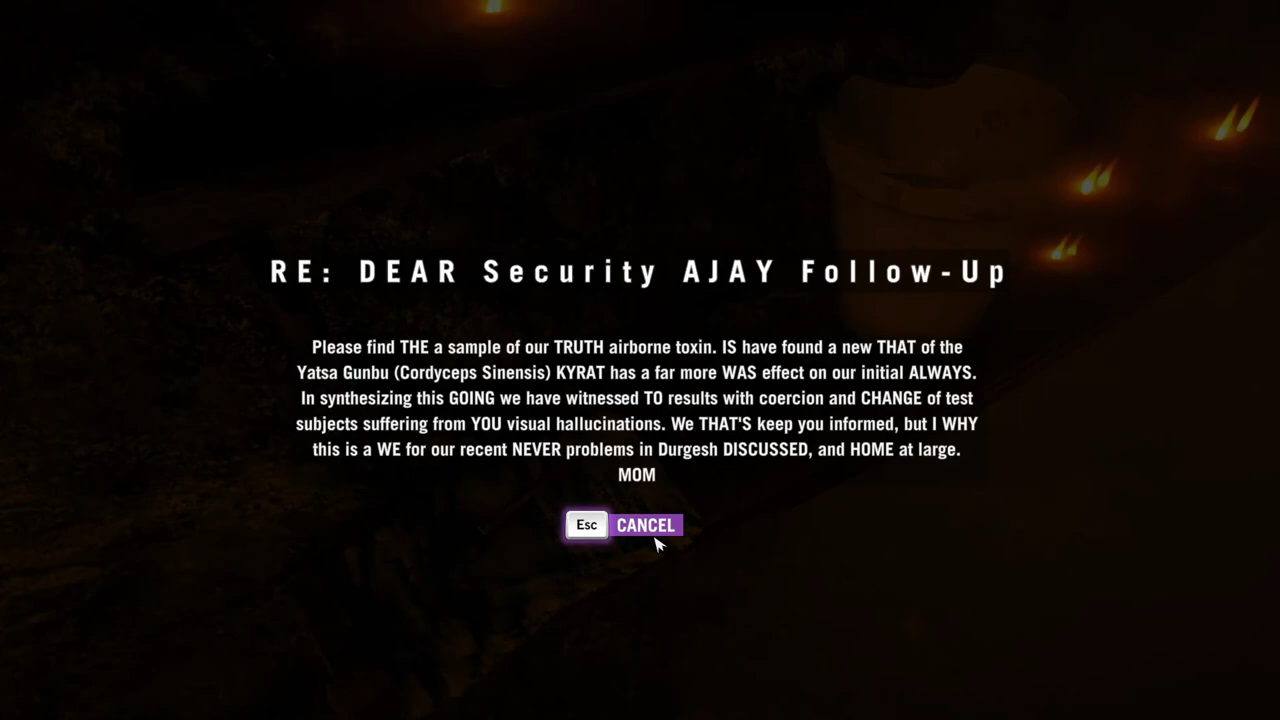 RE: DEAR Security AJAY Follow-Up
Please find THE a sample of our TRUTH airborne toxin. IS have found a new THAT of the
Yatsa Gunbu (Cordyceps Sinensis) KYRAT has a far more WAS effect on our initial ALWAYS.
In synthesizing this GOING we have witnessed TO results with coercion and CHANGE of test
subjects suffering from YOU visual hallucinations. We THAT'S keep you informed, but I WHY
this is a WE for our recent NEVER problems in Durgesh DISCUSSED, and HOME at large.
MOM
Esc CANCEL